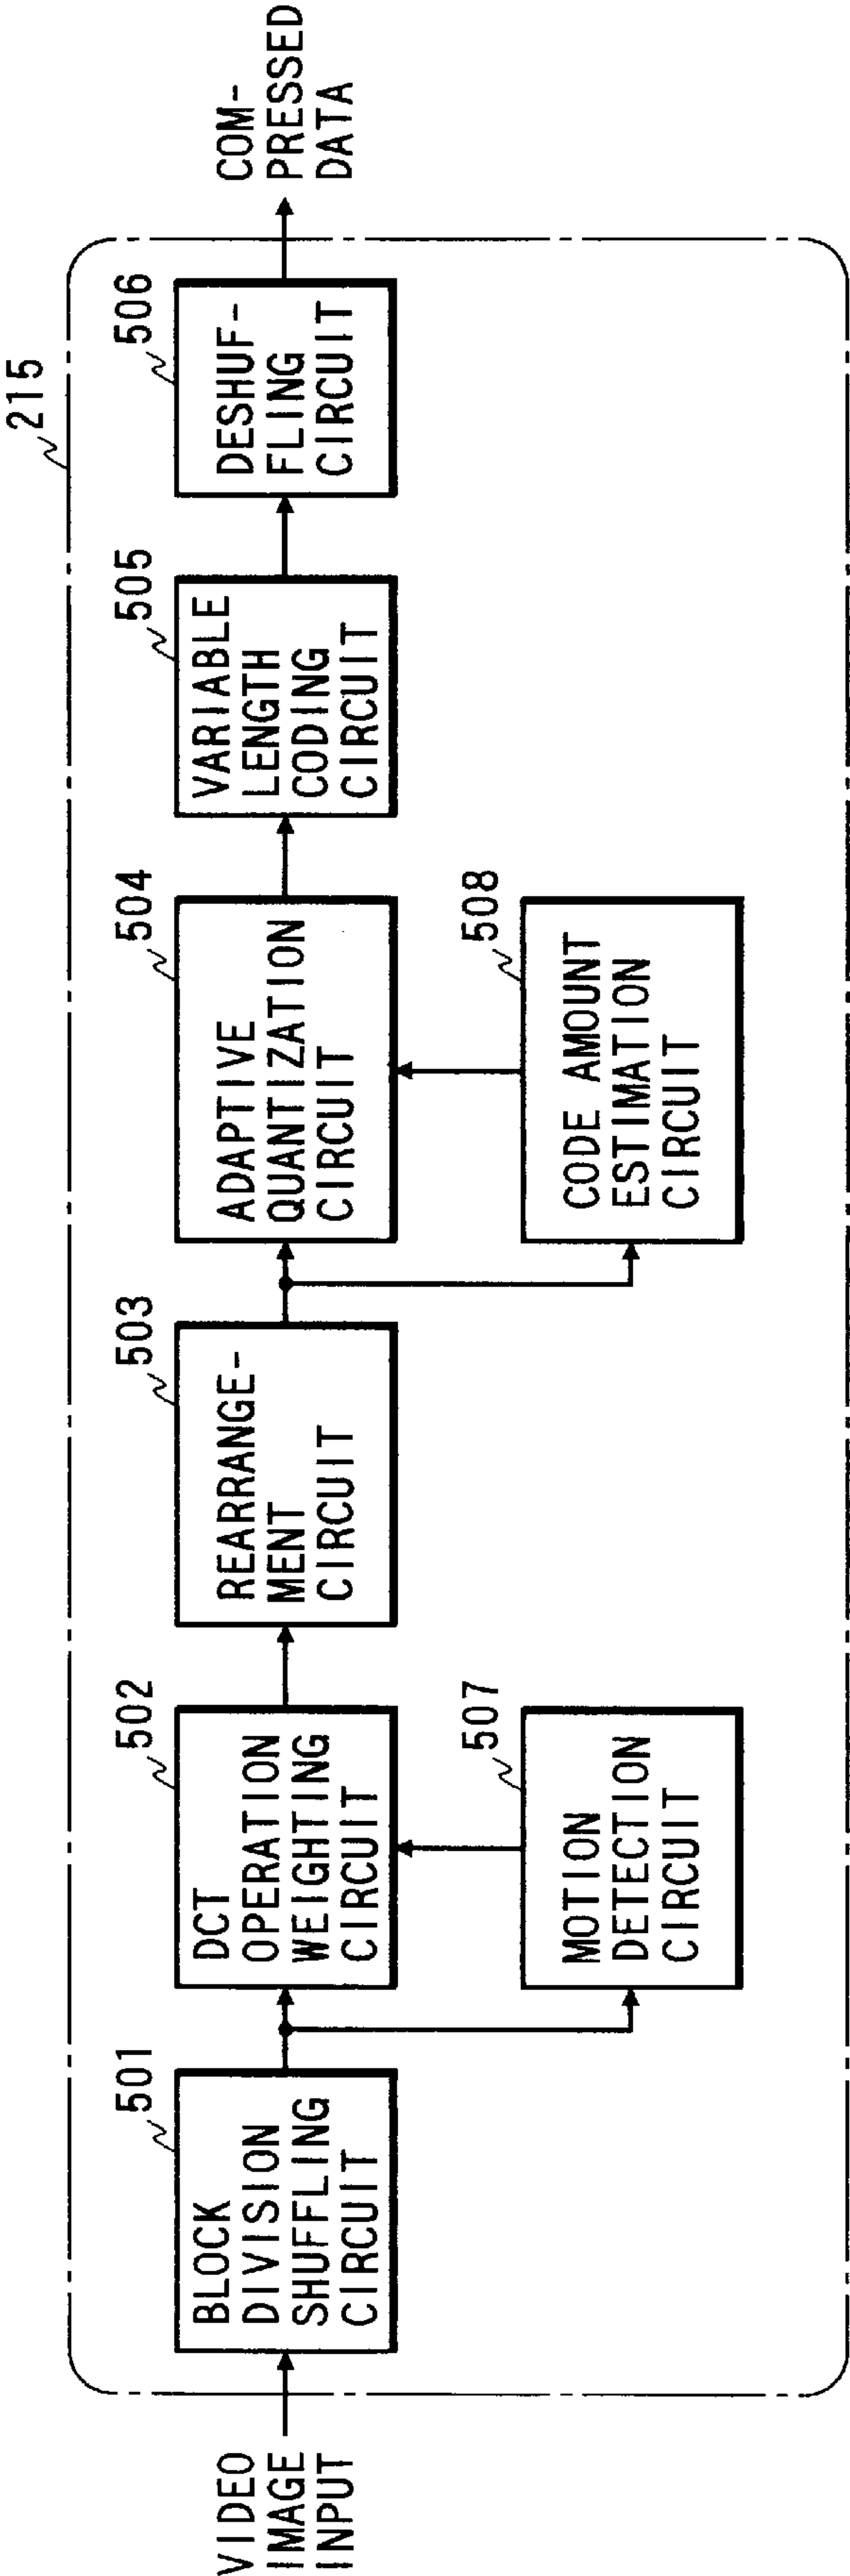 215
VIDEO
IMAGE
INPUT
501
BLOCK
DIVISION
SHUFFLING
CIRCUIT
502
DCT
OPERATION
WEIGHTING
CIRCUIT
503
REARRANGE-
MENT
CIRCUIT
504
ADAPTIVE
QUANTIZATION
CIRCUIT
505
VARIABLE
LENGTH
CODING
CIRCUIT
506
DESHUF-
FLING
CIRCUIT
COM-
PRESSED
DATA
507
MOTION
DETECTION
CIRCUIT
508
CODE AMOUNT
ESTIMATION
CIRCUIT